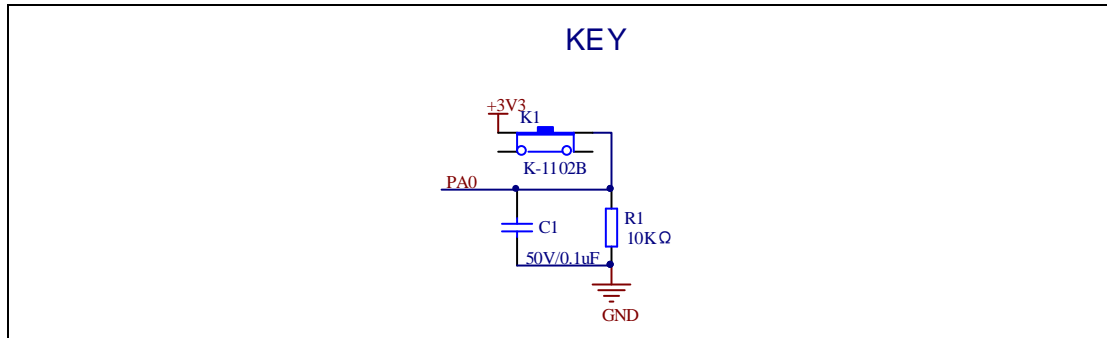 KEY
+3V3
K1
K-1102B
PA0
C1
R1
10KΩ
50V/0.1uF
GND